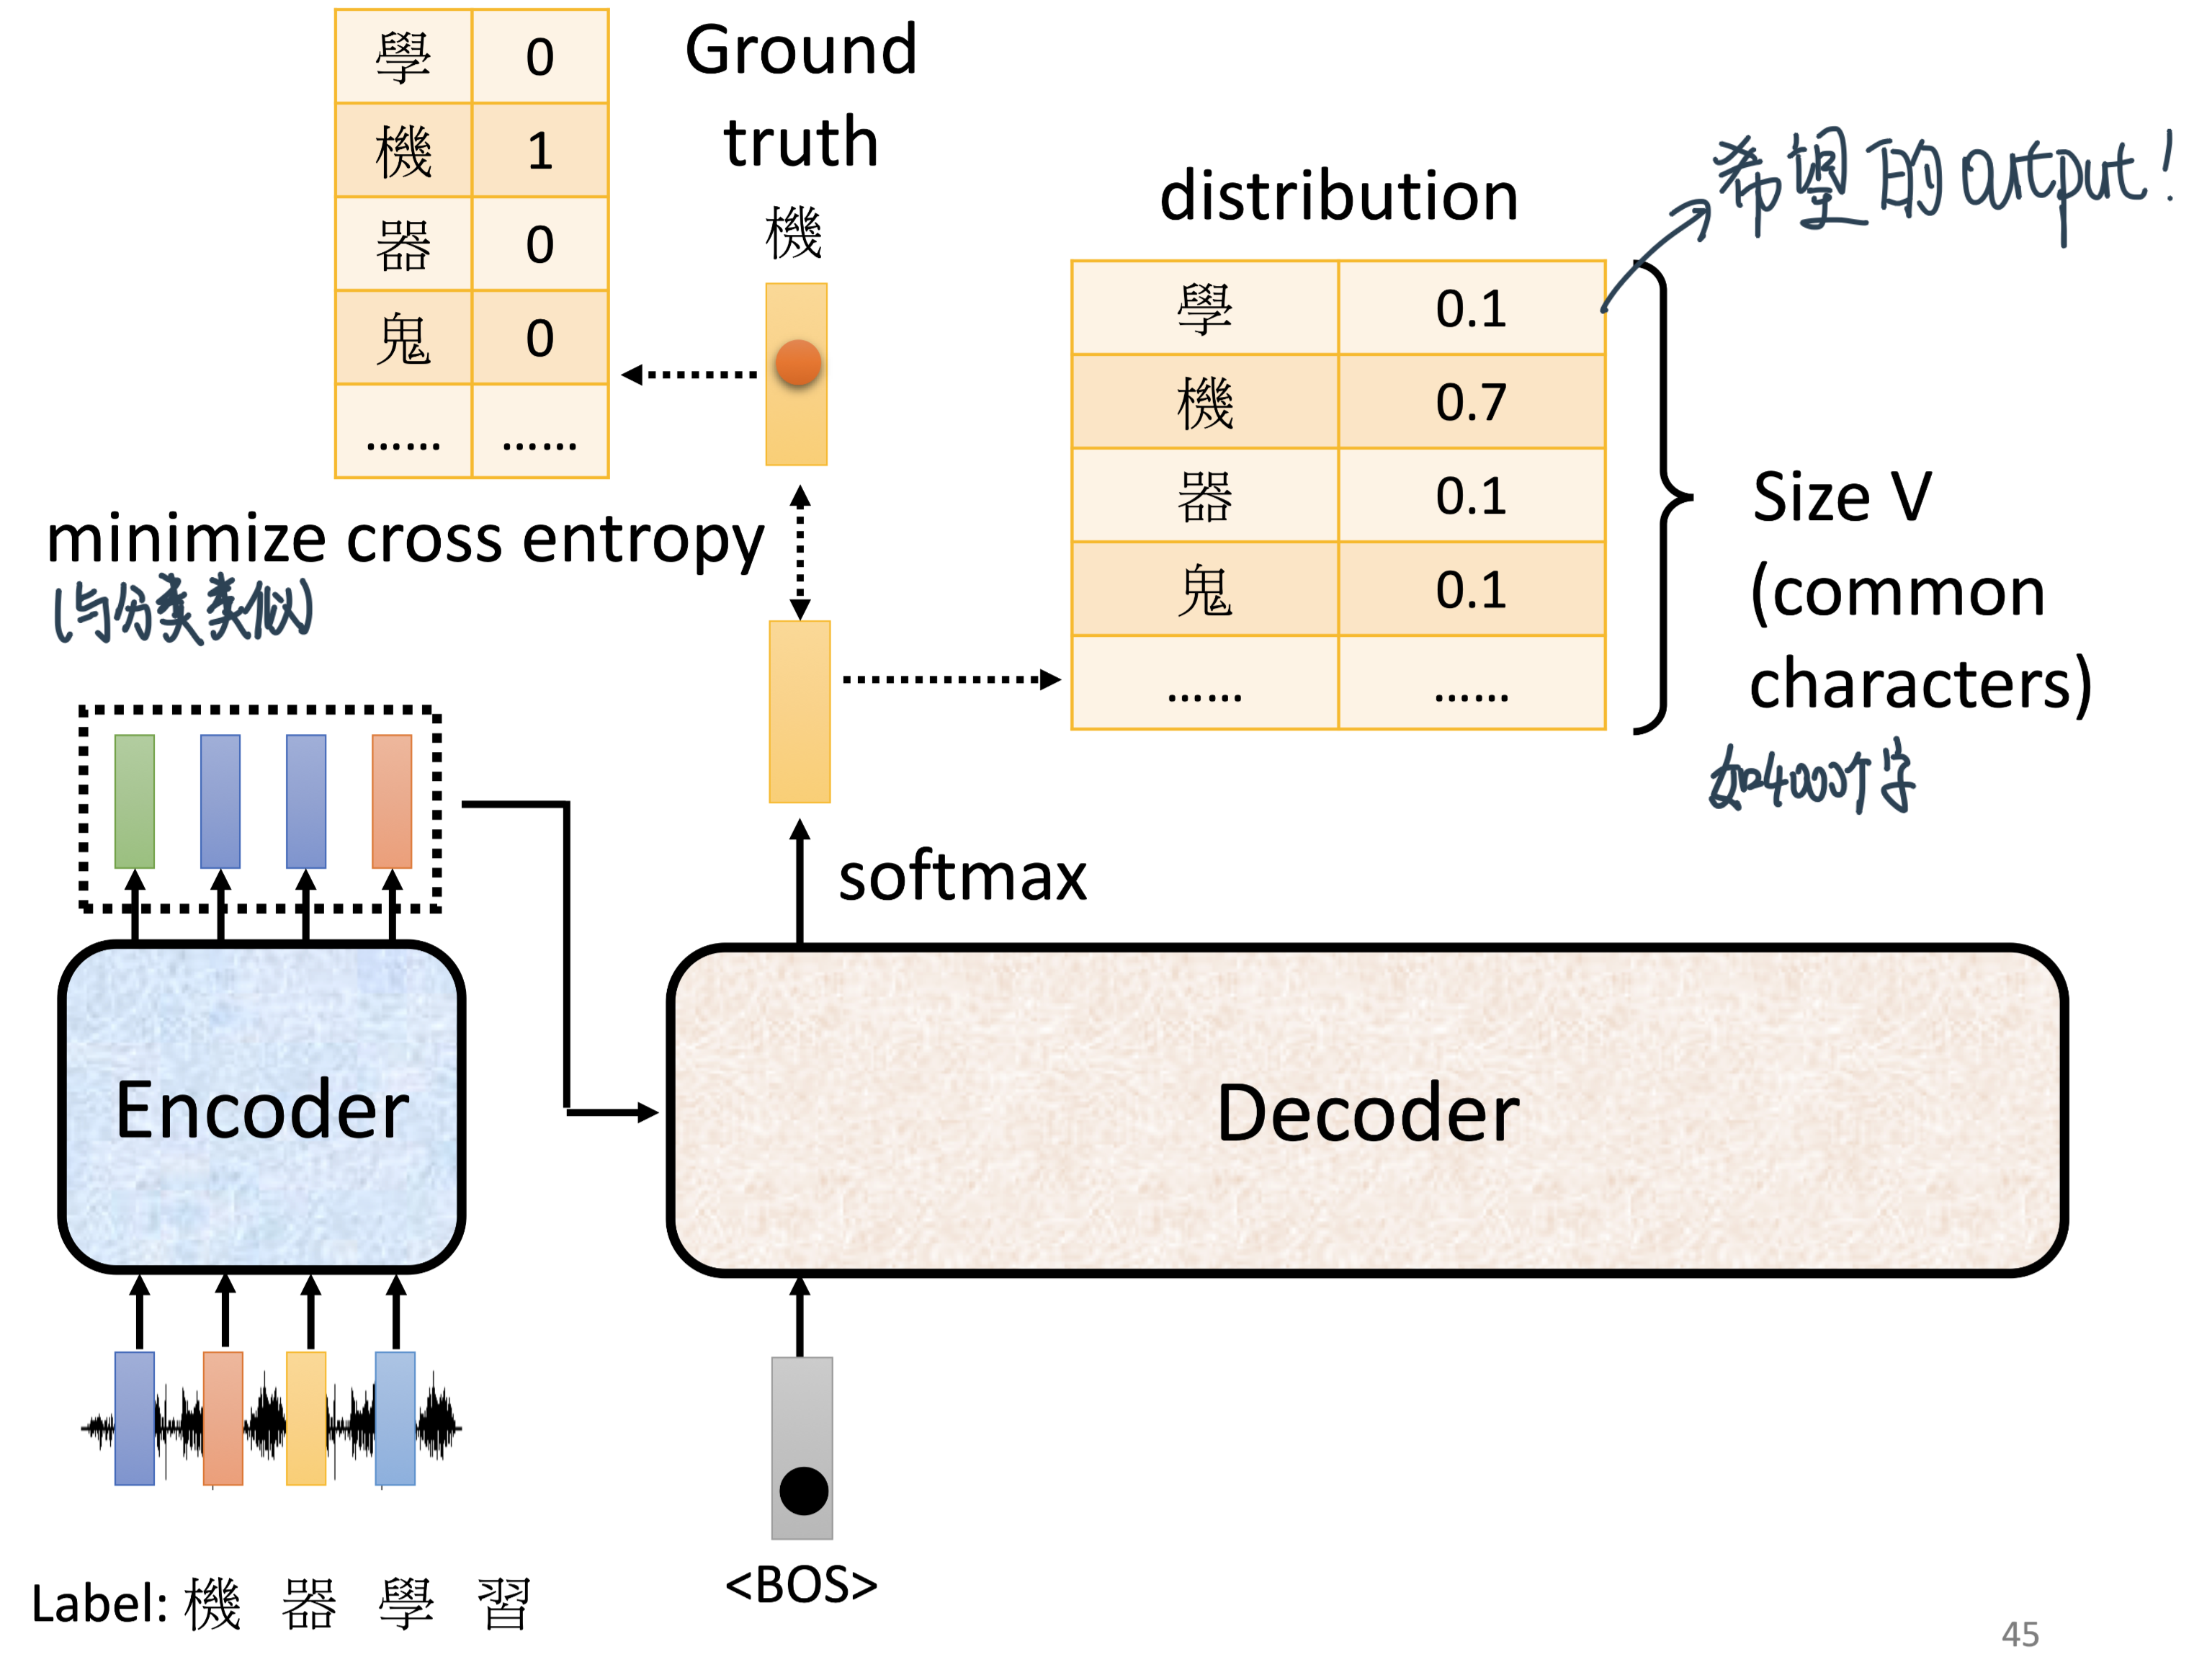 學 0
機 1
器 0
鬼 0
…… ……
Ground
truth
機
distribution
希望的output!
學 0.1
機 0.7
器 0.1
鬼 0.1
…… ……
Size V
(common
characters)
如4000个字
minimize cross entropy
(与分类类似)
softmax
Encoder
Decoder
<BOS>
Label: 機 器 學 習
45